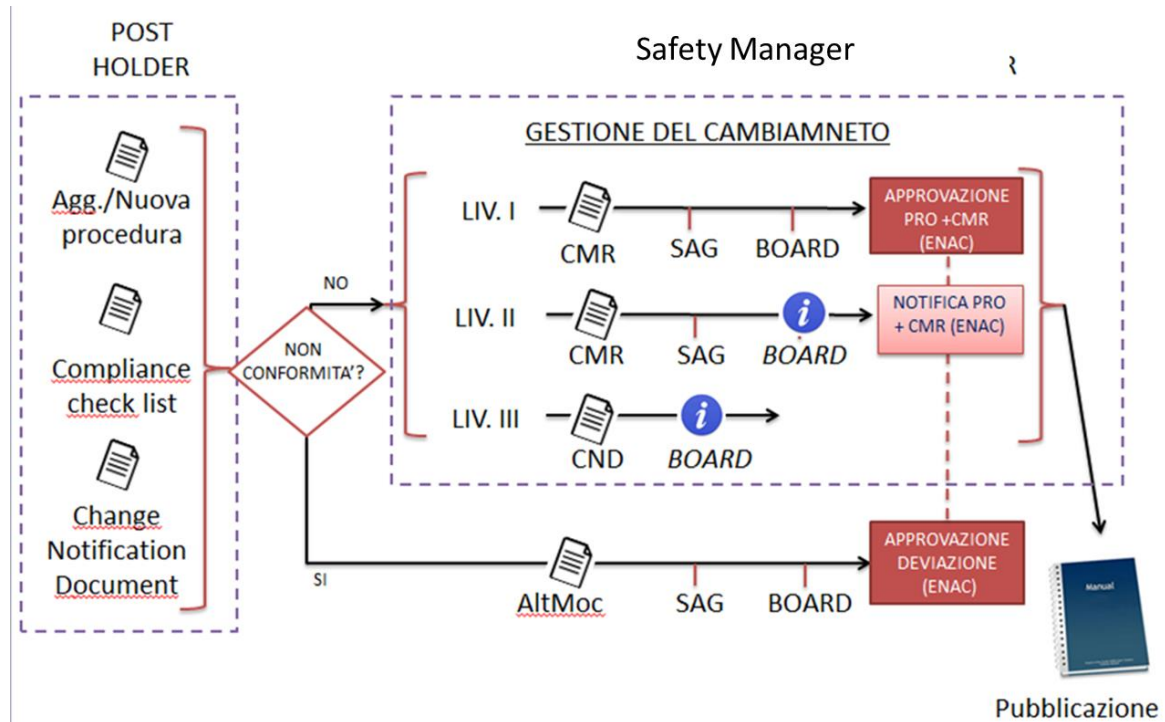 POST
HOLDER
Safety Manager
GESTIONE DEL CAMBIAMNETO
Agg./Nuova
procedura
Compliance
check list
Change
Notification
Document
NON
CONFORMITA'?
NO
SI
LIV. I
CMR
SAG
BOARD
APPROVAZIONE
PRO +CMR
(ENAC)
LIV. II
CMR
SAG
i
BOARD
NOTIFICA PRO
+ CMR (ENAC)
LIV. III
CND
i
BOARD
AltMoc
SAG
BOARD
APPROVAZIONE
DEVIAZIONE
(ENAC)
Manual
Pubblicazione